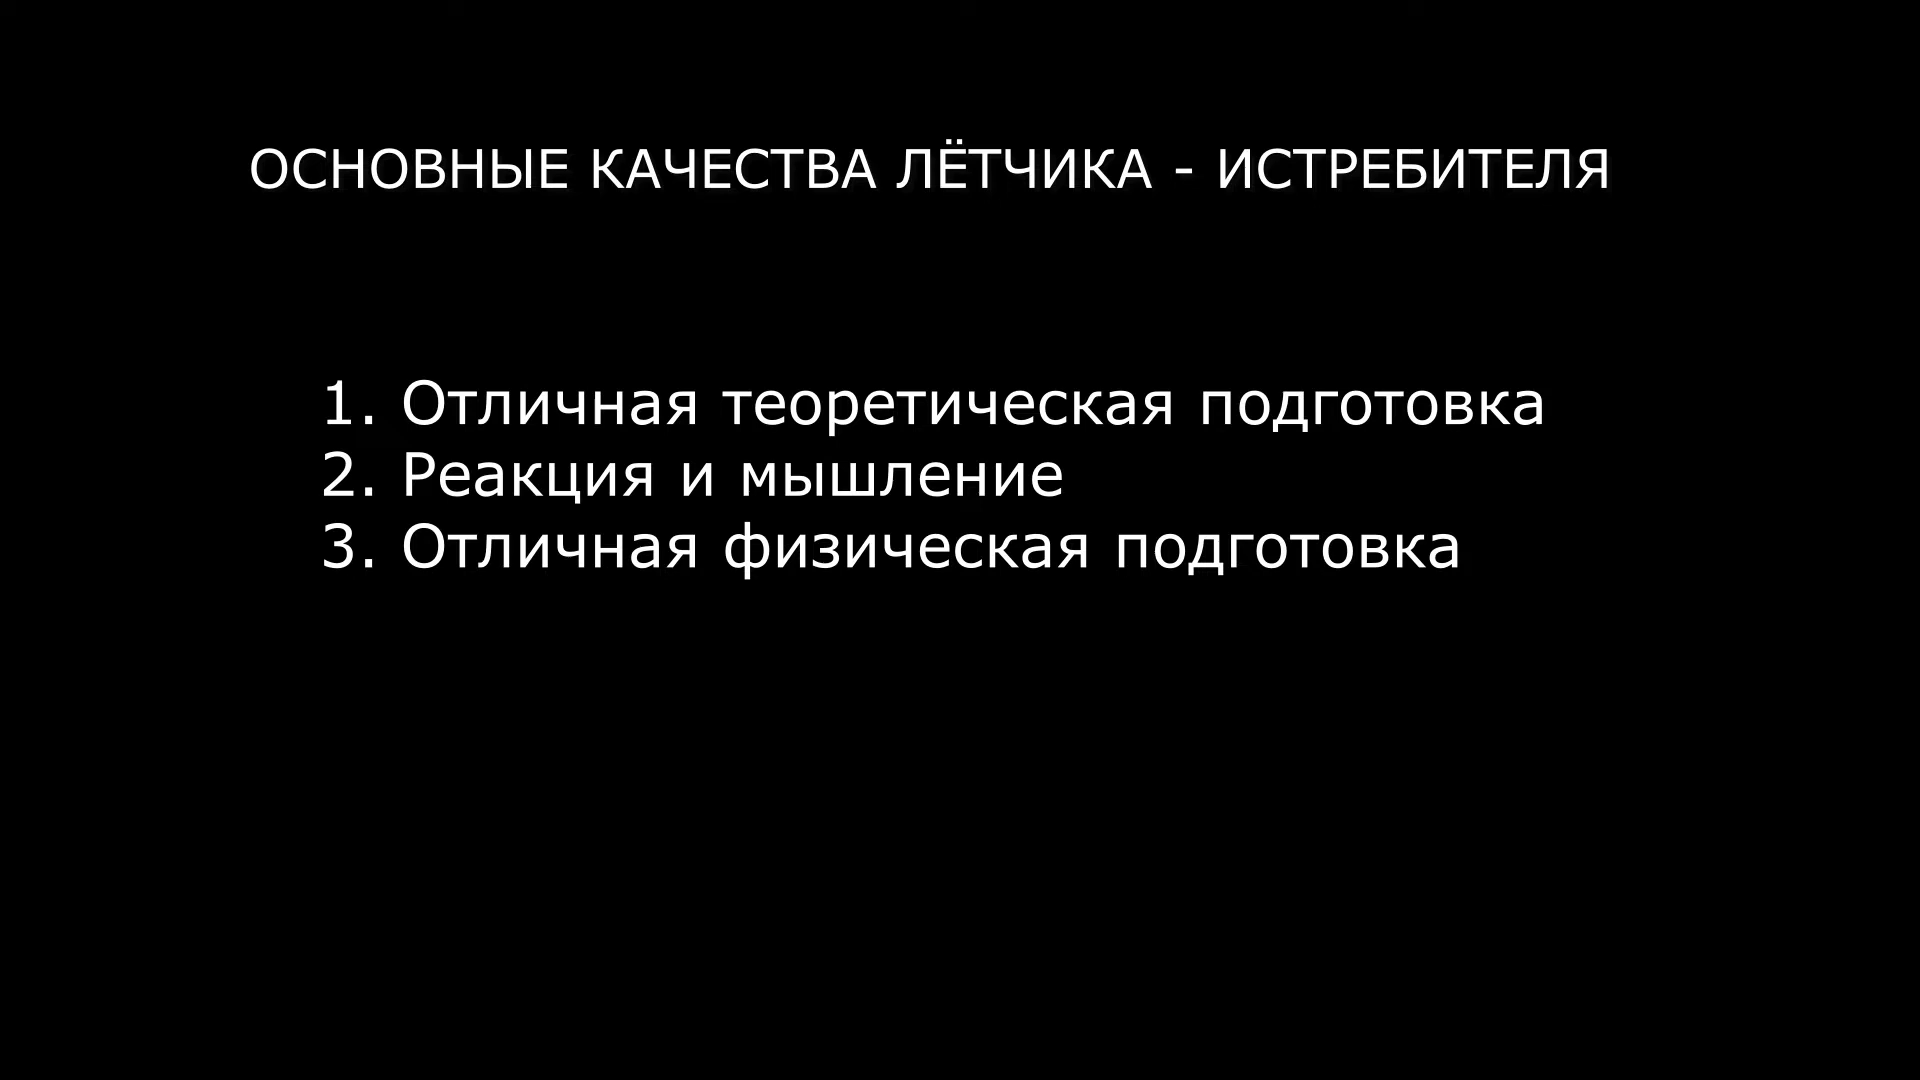 ОСНОВНЫЕ КАЧЕСТВА ЛЁТЧИКА - ИСТРЕБИТЕЛЯ
1. Отличная теоретическая подготовка
2. Реакция и мышление
3. Отличная физическая подготовка